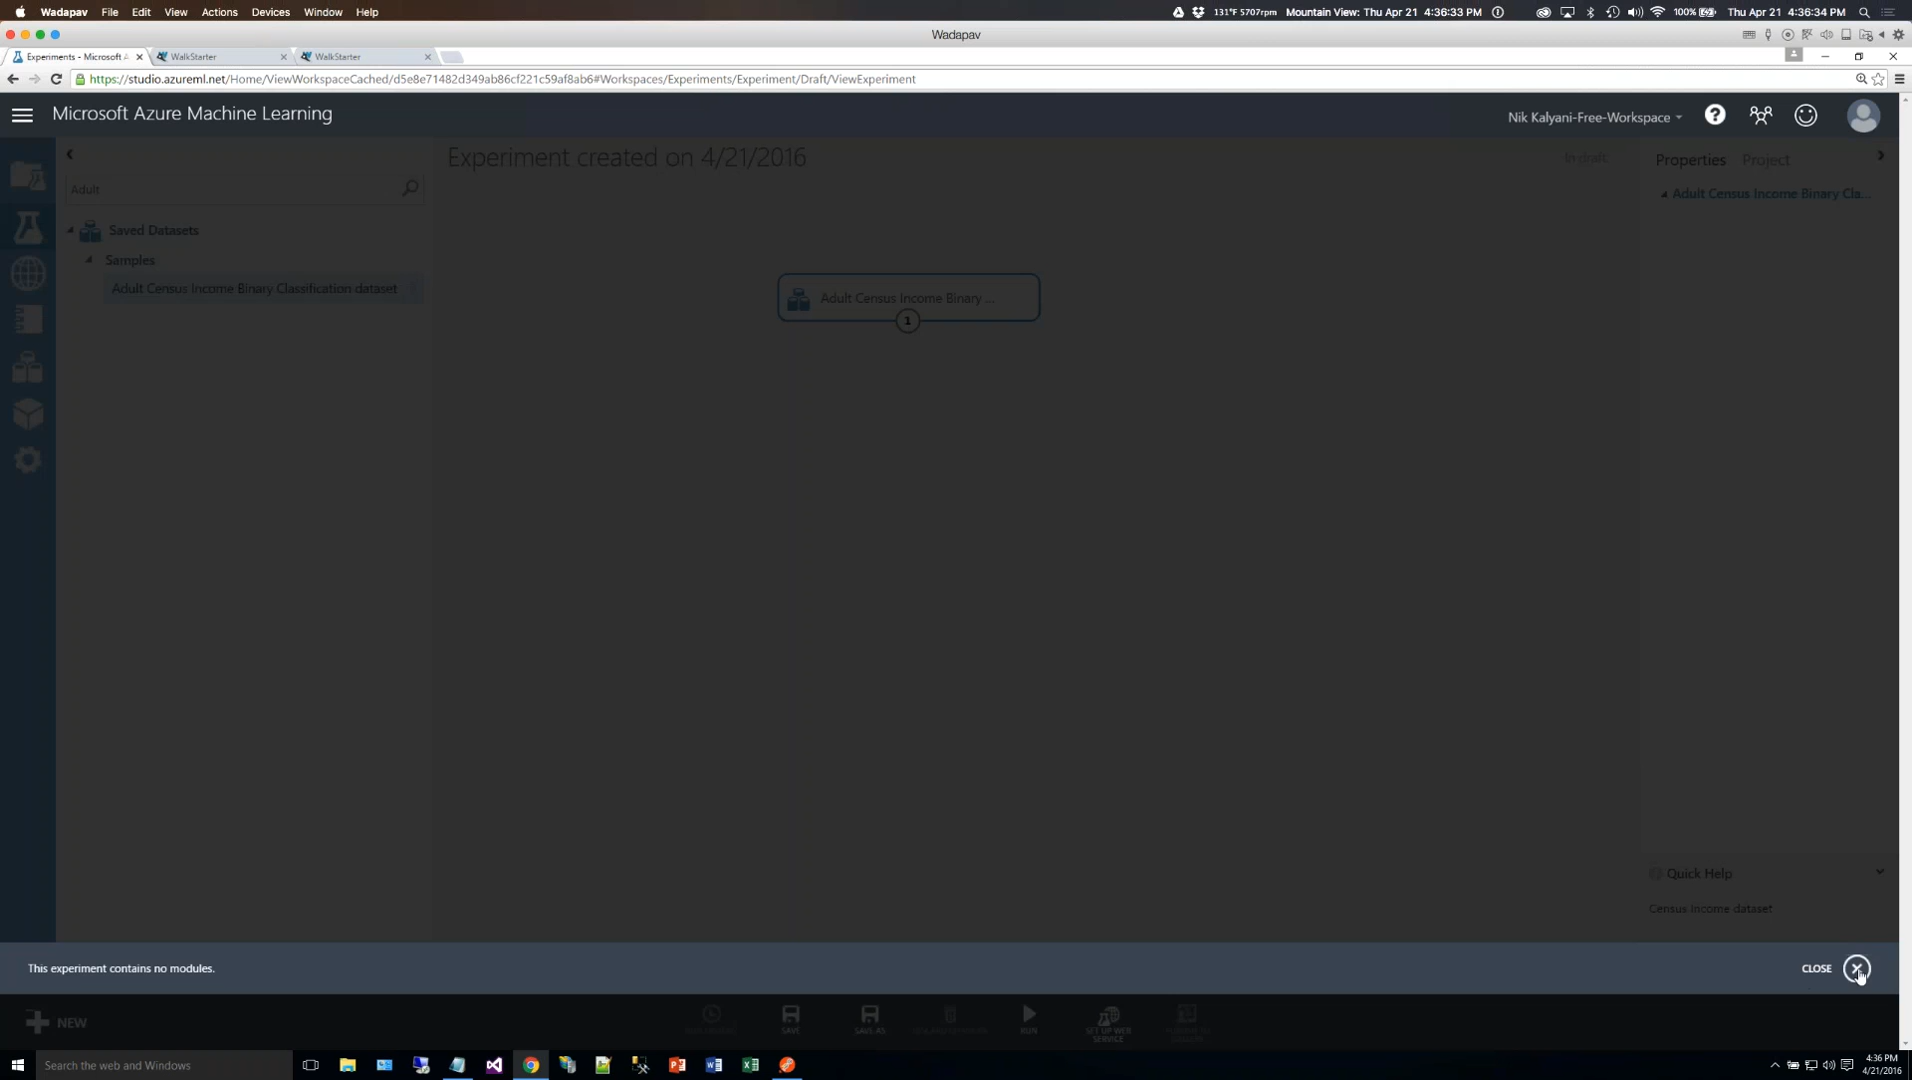 Wadapav File Edit View Actions Devices Window Help
131°F 5707rpm Mountain View: Thu Apr 21 4:36:33 PM 100% Thu Apr 21 4:36:34 PM
Wadapav
Experiments - Microsoft A WalkStarter WalkStarter
https://studio.azureml.net/Home/ViewWorkspaceCached/d5e8e71482d349ab86cf221c59af8ab6#Workspaces/Experiments/Experiment/Draft/ViewExperiment
Microsoft Azure Machine Learning
Nik Kalyani-Free-Workspace
Experiment created on 4/21/2016
In draft
Properties Project
Adult
Adult Census Income Binary Cla...
Saved Datasets
Samples
Adult Census Income Binary Classification dataset
Adult Census Income Binary ...
1
Quick Help
Census Income dataset
This experiment contains no modules.
CLOSE
NEW
SAVE
SAVE AS
RUN
SET UP WEB
SERVICE
Search the web and Windows
4:36 PM
4/21/2016